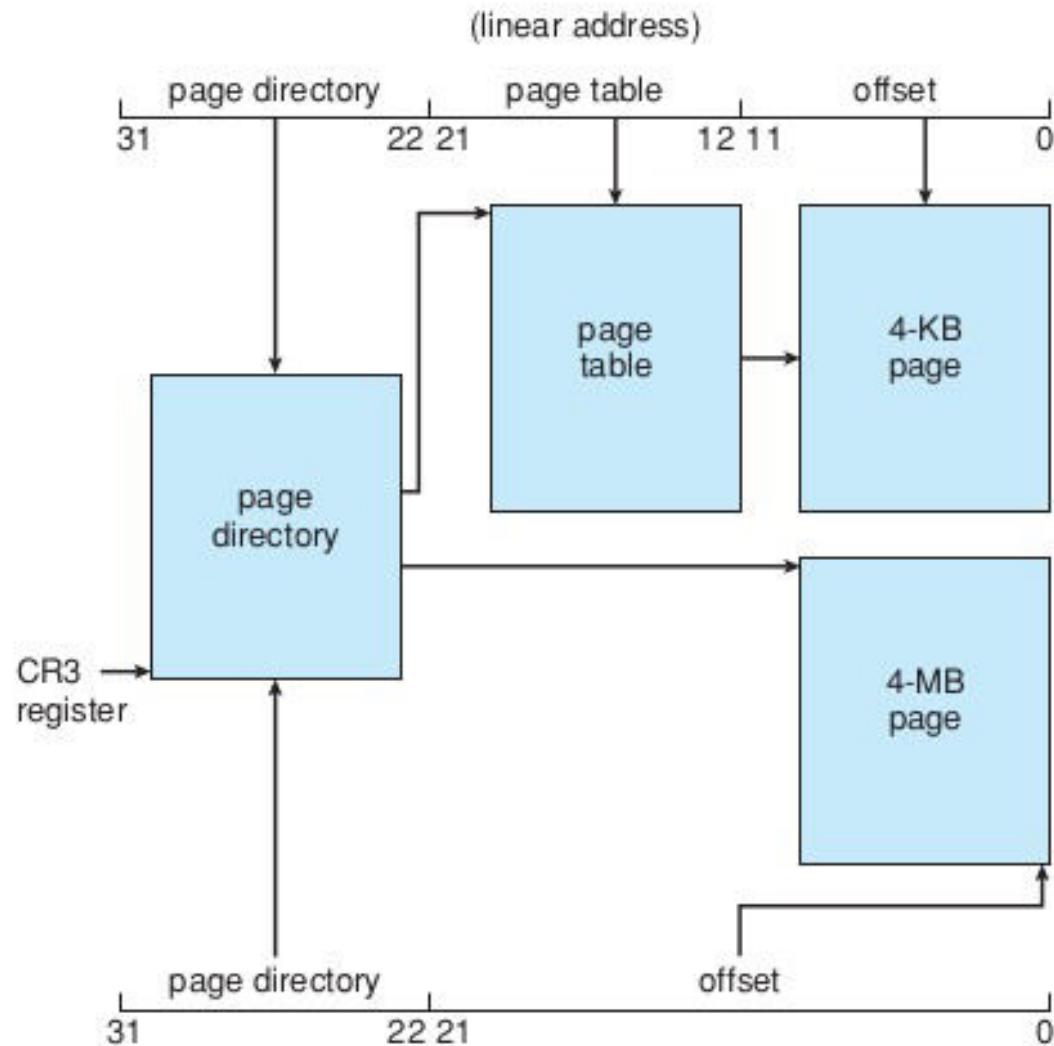 (linear address)
page directory
page table
offset
31
22 21
12 11
0
page
table
4-KB
page
page
directory
CR3
register
4-MB
page
page directory
offset
31
22 21
0